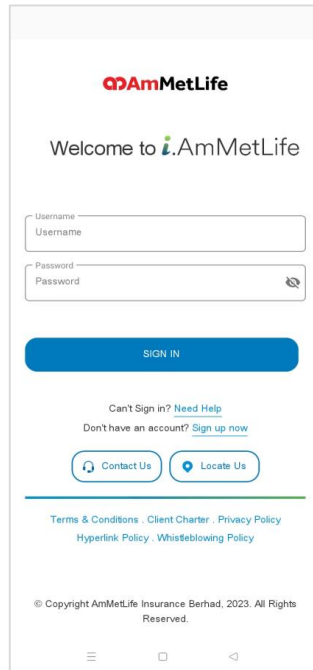 AmMetLife
Welcome to i.AmMetLife
Username
Username
Password
Password
SIGN IN
Can't Sign in? Need Help
Don't have an account? Sign up now
Contact Us Locate Us
Terms & Conditions . Client Charter . Privacy Policy
Hyperlink Policy . Whistleblowing Policy
© Copyright AmMetLife Insurance Berhad, 2023. All Rights
Reserved.